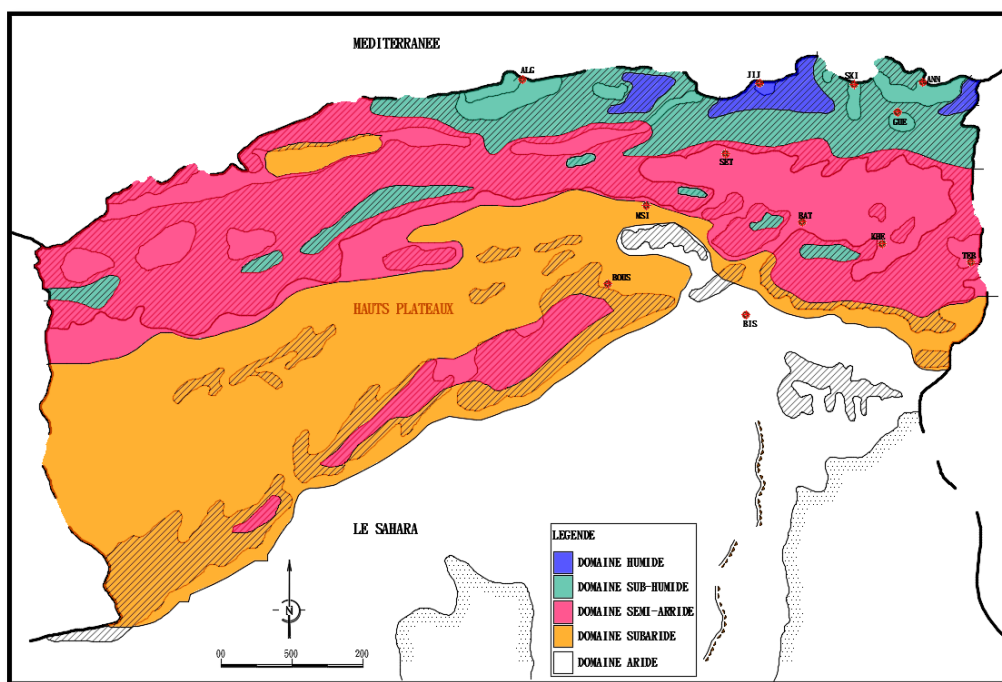 MEDITERRANEE
ALG
JIJ
SKI
ANN
GUE
SET
MSI
BAT
KHE
TEB
BOUS
HAUTS PLATEAUX
BIS
LE SAHARA
LEGENDE
DOMAINE HUMIDE
DOMAINE SUB-HUMIDE
DOMAINE SEMI-ARRIDE
DOMAINE SUBARIDE
DOMAINE ARIDE
N
00 500 200